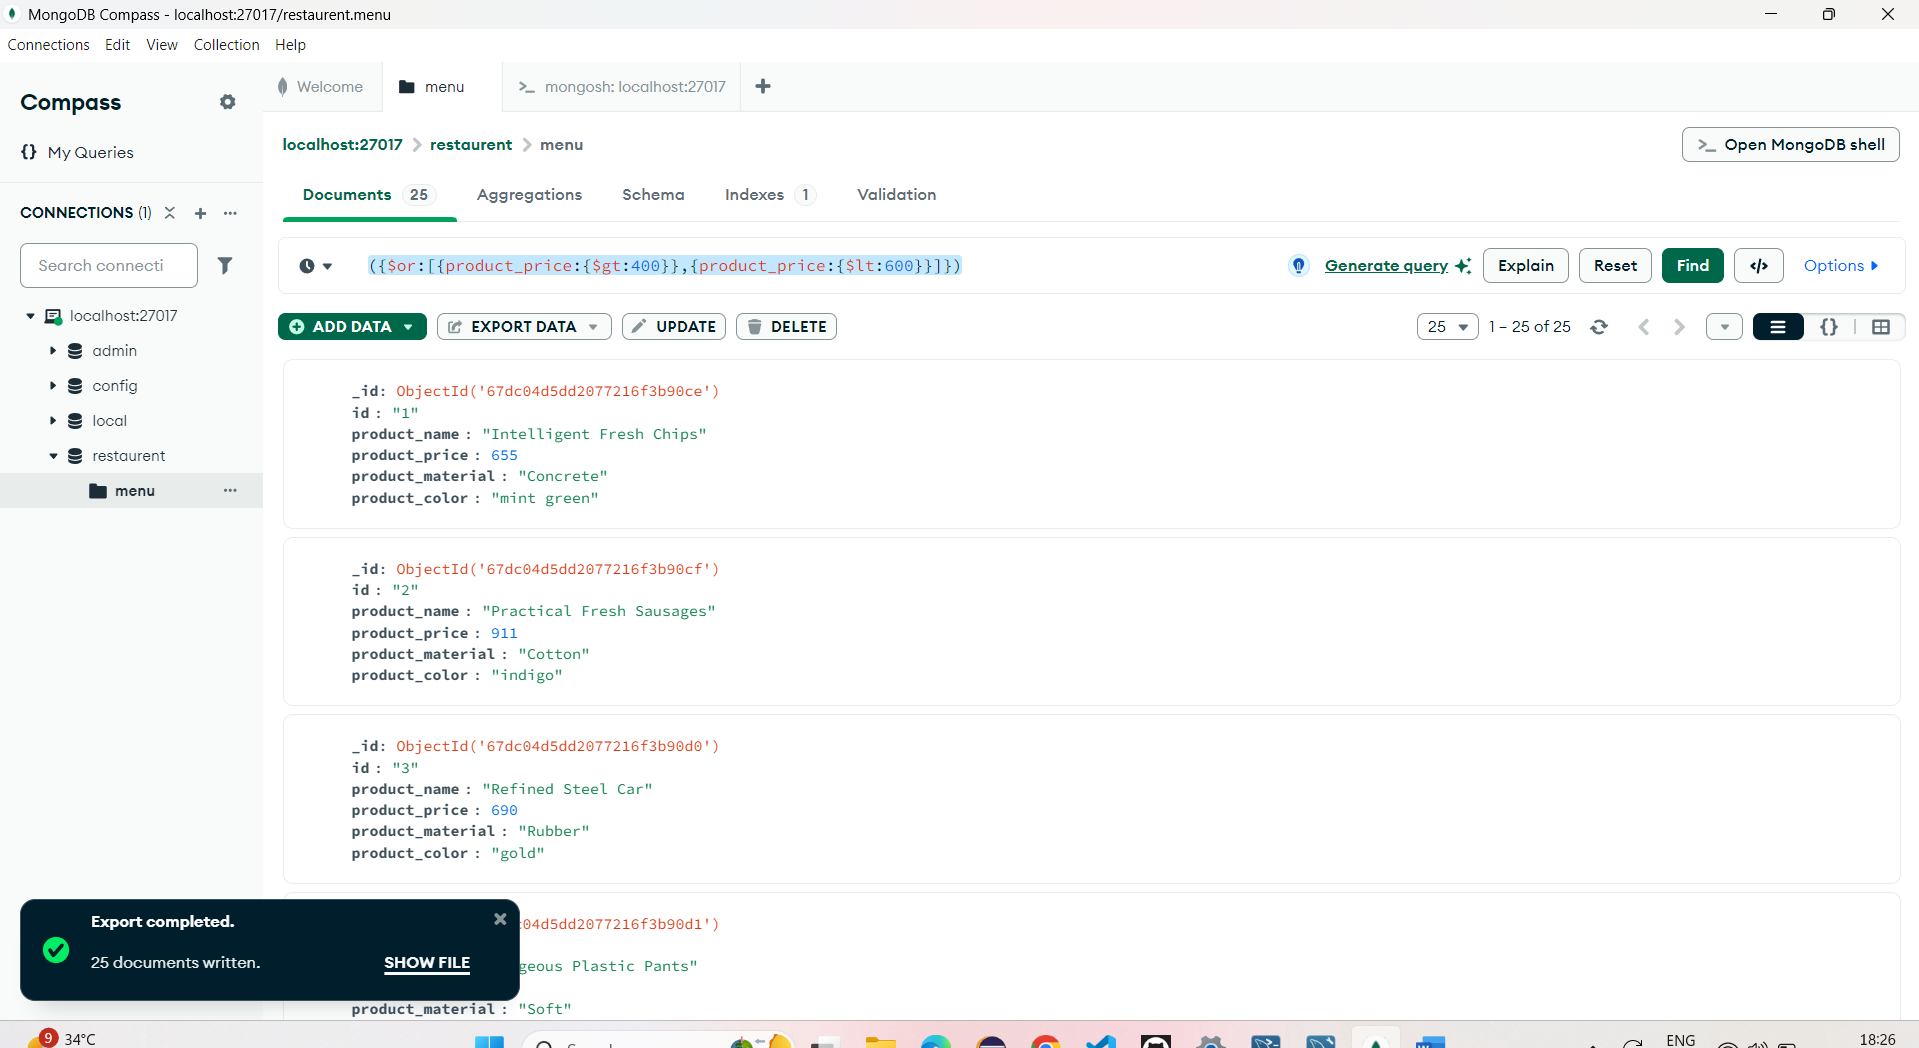 MongoDB Compass - localhost:27017/restaurent.menu
Connections Edit View Collection Help
Compass
{} My Queries
CONNECTIONS (1)
Search connecti
localhost:27017
admin
config
local
restaurent
menu
Welcome
menu
>_ mongosh: localhost:27017
localhost:27017 > restaurent > menu
>_ Open MongoDB shell
Documents 25 Aggregations Schema Indexes 1 Validation
({$or:[{product_price:{$gt:400}},{product_price:{$lt:600}}]})
Generate query Explain Reset Find </> Options
ADD DATA EXPORT DATA UPDATE DELETE
25 1 – 25 of 25
_id: ObjectId('67dc04d5dd2077216f3b90ce')
id : "1"
product_name : "Intelligent Fresh Chips"
product_price : 655
product_material : "Concrete"
product_color : "mint green"
_id: ObjectId('67dc04d5dd2077216f3b90cf')
id : "2"
product_name : "Practical Fresh Sausages"
product_price : 911
product_material : "Cotton"
product_color : "indigo"
_id: ObjectId('67dc04d5dd2077216f3b90d0')
id : "3"
product_name : "Refined Steel Car"
product_price : 690
product_material : "Rubber"
product_color : "gold"
04d5dd2077216f3b90d1')
geous Plastic Pants"
product_material : "Soft"
Export completed.
25 documents written.
SHOW FILE
9
34°C
ENG
18:26